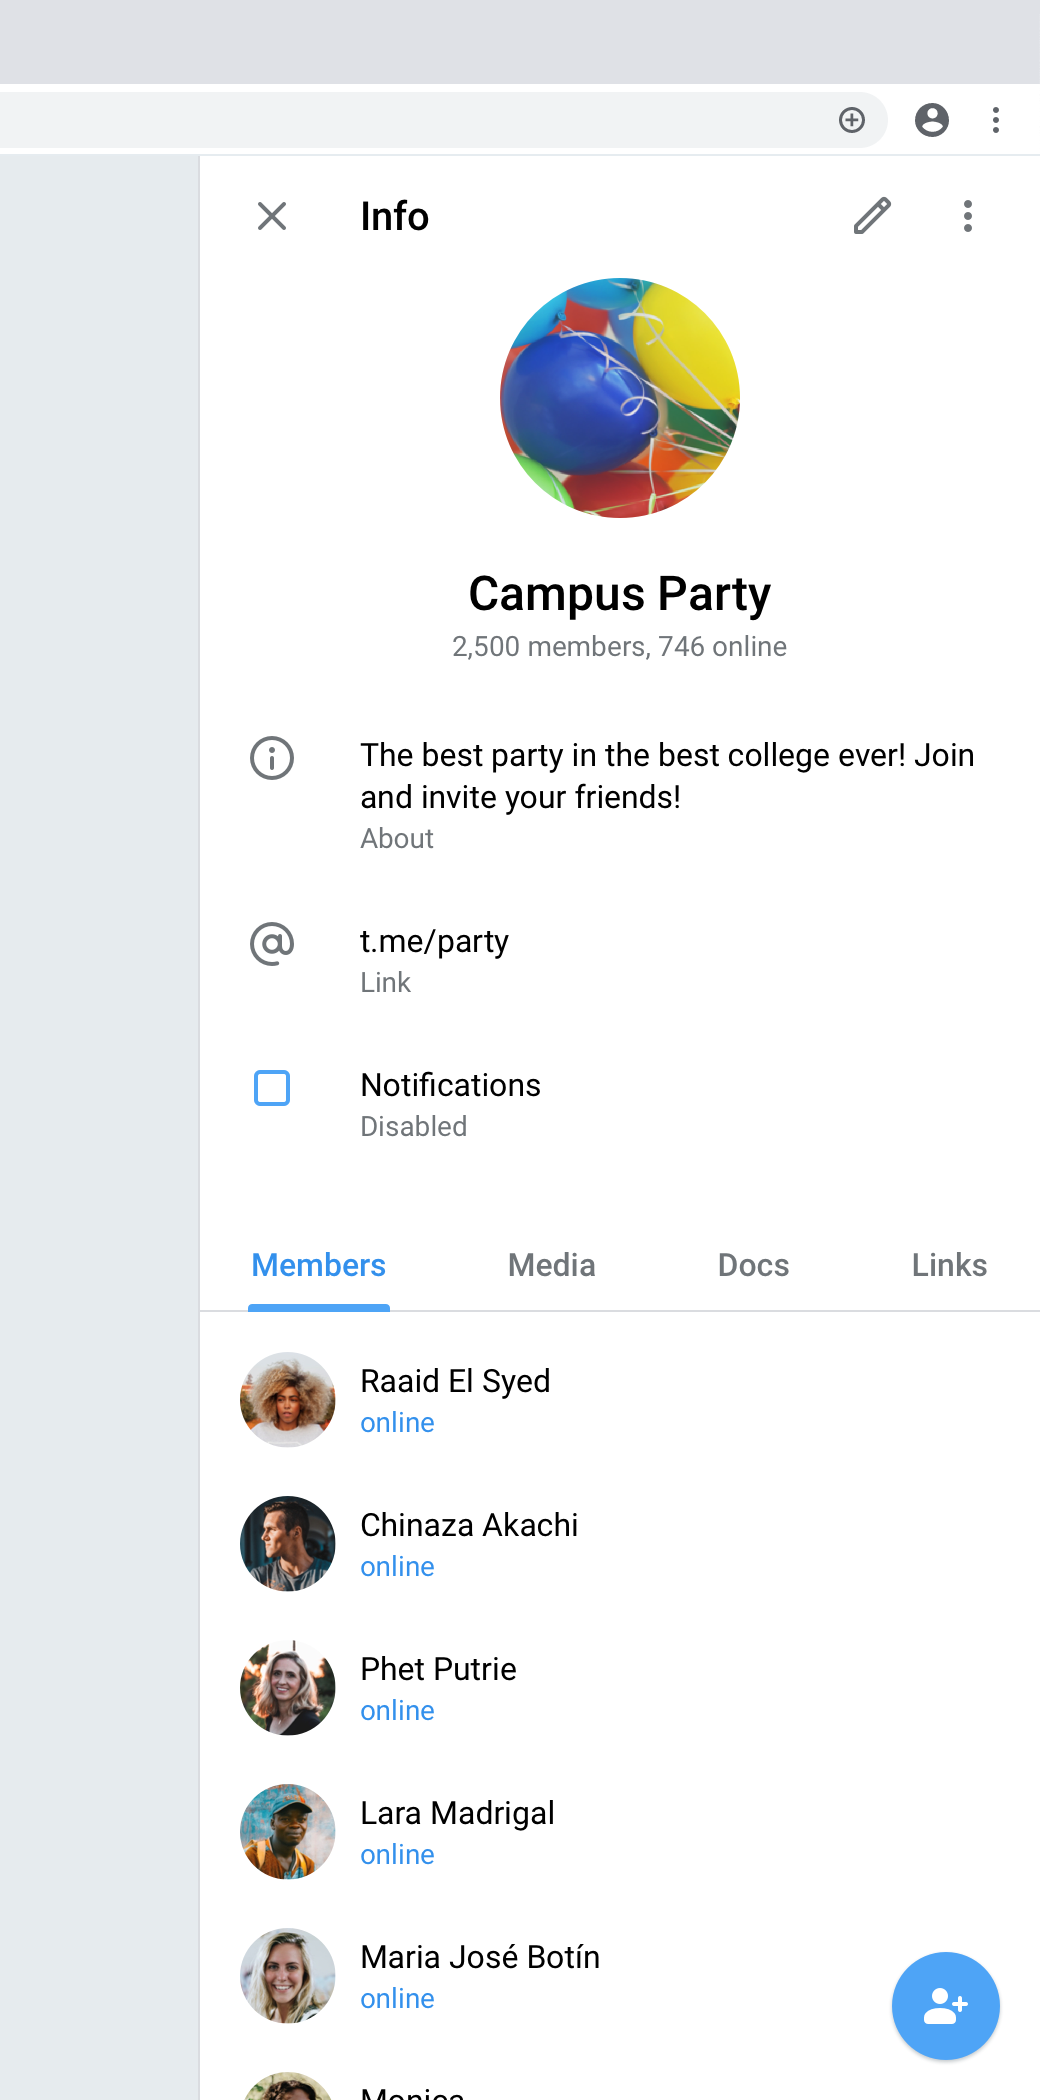 Info
Campus Party
2,500 members, 746 online
The best party in the best college ever! Join
and invite your friends!
About
t.me/party
Link
Notifications
Disabled
Members Media Docs Links
Raaid El Syed
online
Chinaza Akachi
online
Phet Putrie
online
Lara Madrigal
online
Maria José Botín
online
Monica